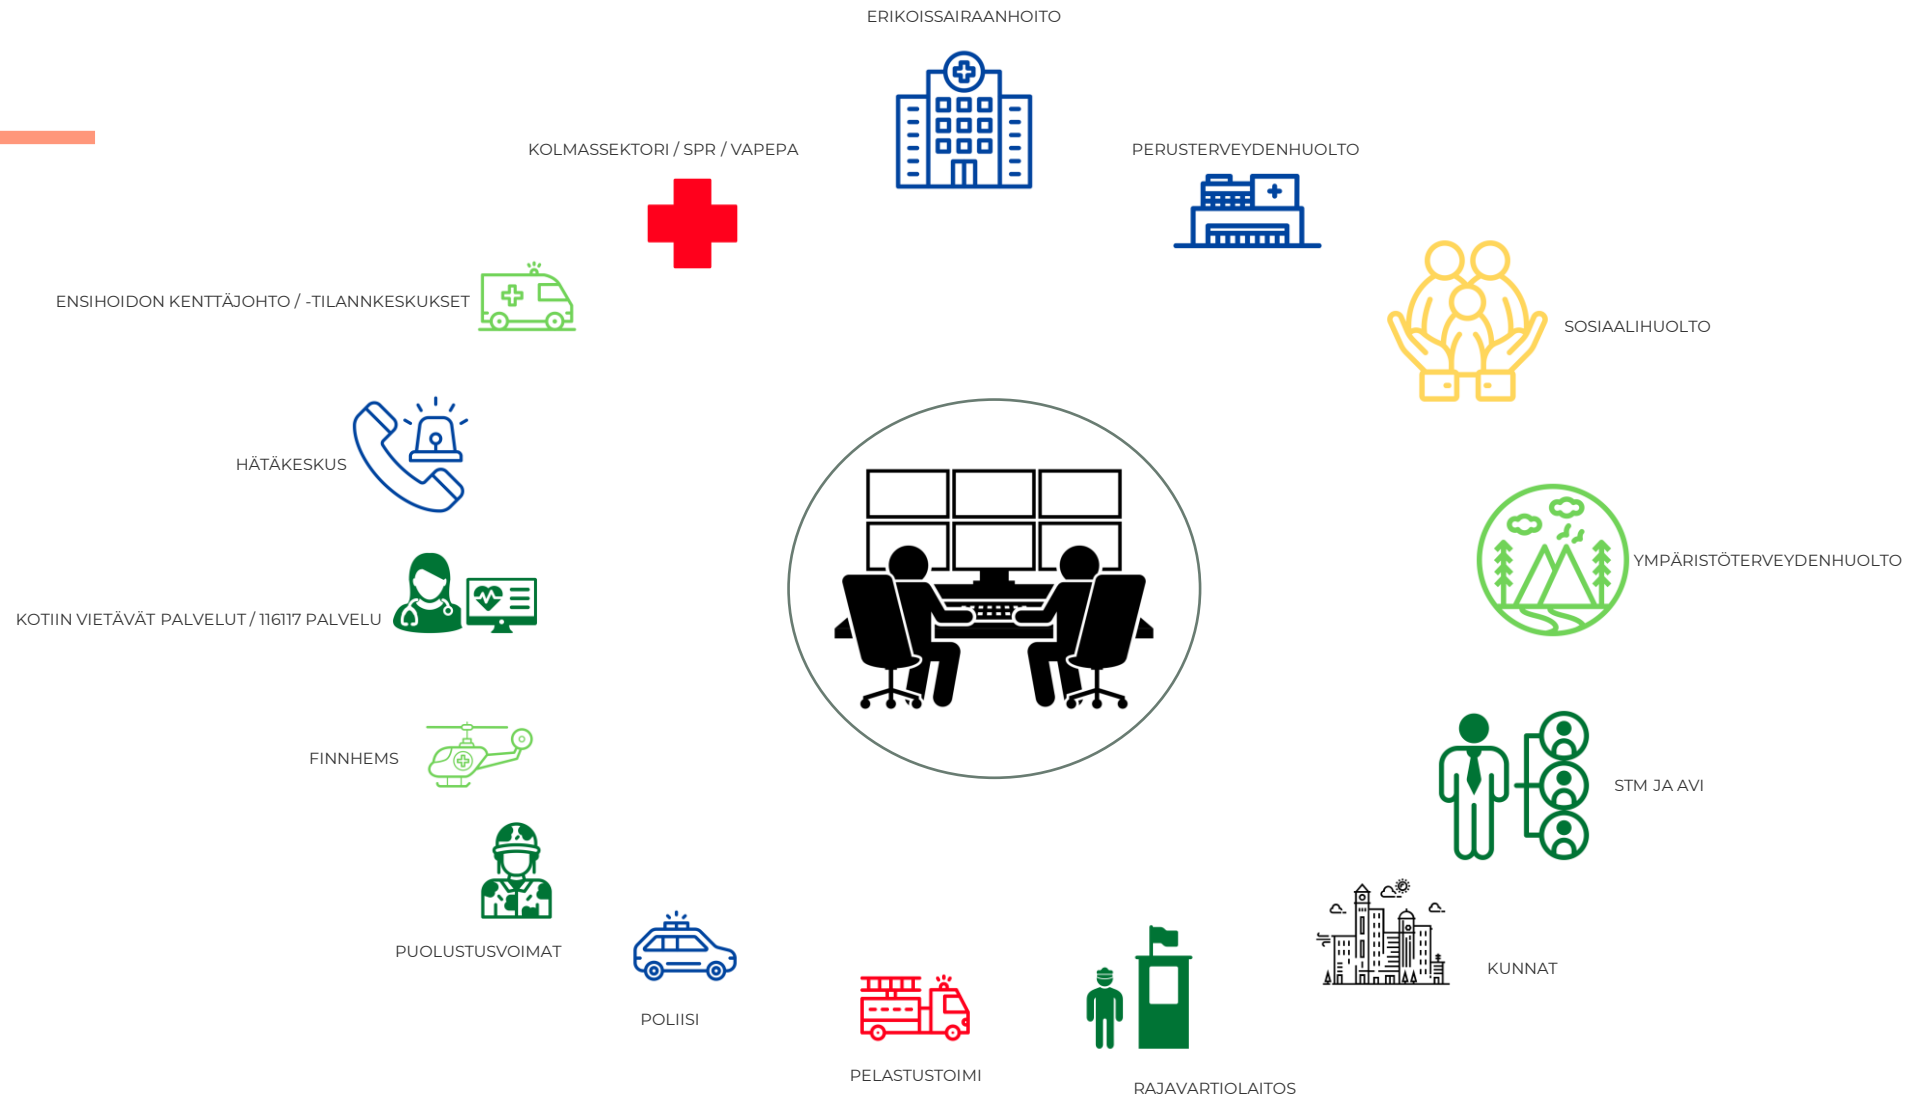 ERIKOISSAIRAANHOITO
KOLMASSEKTORI / SPR / VAPEPA
PERUSTERVEYDENHUOLTO
ENSIHOIDON KENTTÄJOHTO / -TILANNKESKUKSET
SOSIAALIHUOLTO
HÄTÄKESKUS
YMPÄRISTÖTERVEYDENHUOLTO
KOTIIN VIETÄVÄT PALVELUT / 116117 PALVELU
FINNHEMS
STM JA AVI
PUOLUSTUSVOIMAT
KUNNAT
POLIISI
PELASTUSTOIMI
RAJAVARTIOLAITOS